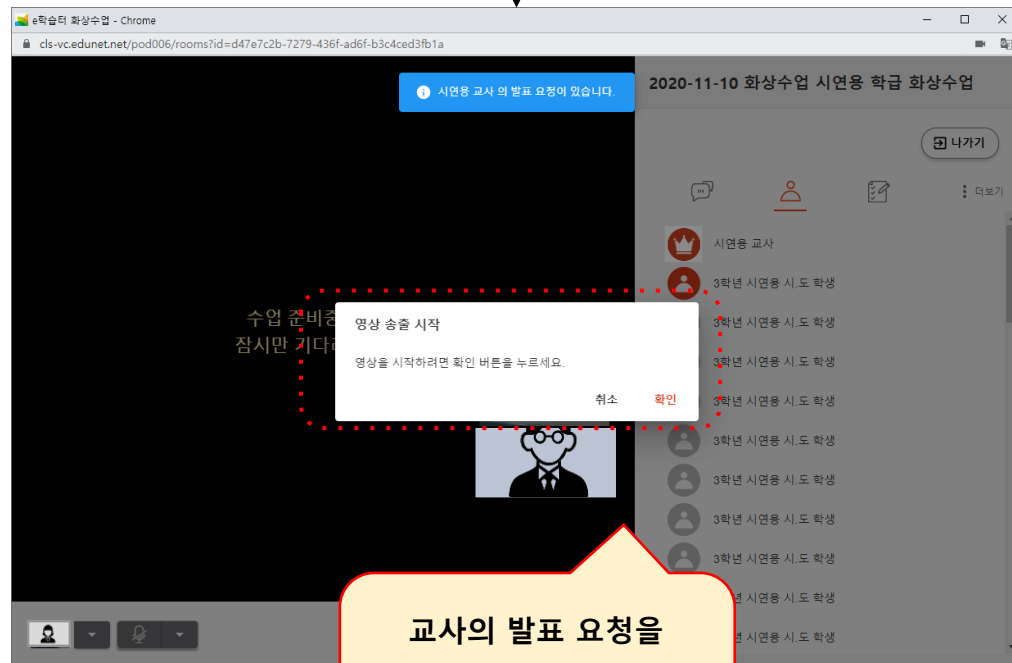 e학습터 화상수업 - Chrome
cls-vc.edunet.net/pod006/rooms?id=d47e7c2b-7279-436f-ad6f-b3c4ced3fb1a
시연용 교사 의 발표 요청이 있습니다.
2020-11-10 화상수업 시연용 학급 화상수업
나가기
더보기
시연용 교사
3학년 시연용 시.도 학생
수업 준비중
잠시만 기다
영상 송출 시작
영상을 시작하려면 확인 버튼을 누르세요.
취소
확인
3학년 시연용 시.도 학생
3학년 시연용 시.도 학생
3학년 시연용 시.도 학생
3학년 시연용 시.도 학생
3학년 시연용 시.도 학생
3학년 시연용 시.도 학생
3학년 시연용 시.도 학생
년 시연용 시.도 학생
년 시연용 시.도 학생
교사의 발표 요청을